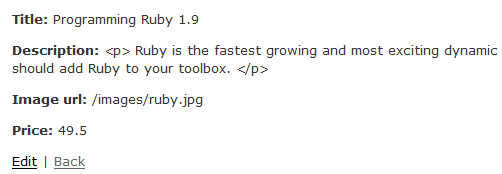 Title: Programming Ruby 1.9
Description: <p> Ruby is the fastest growing and most exciting dynamic
should add Ruby to your toolbox. </p>
Image url: /images/ruby.jpg
Price: 49.5
Edit | Back